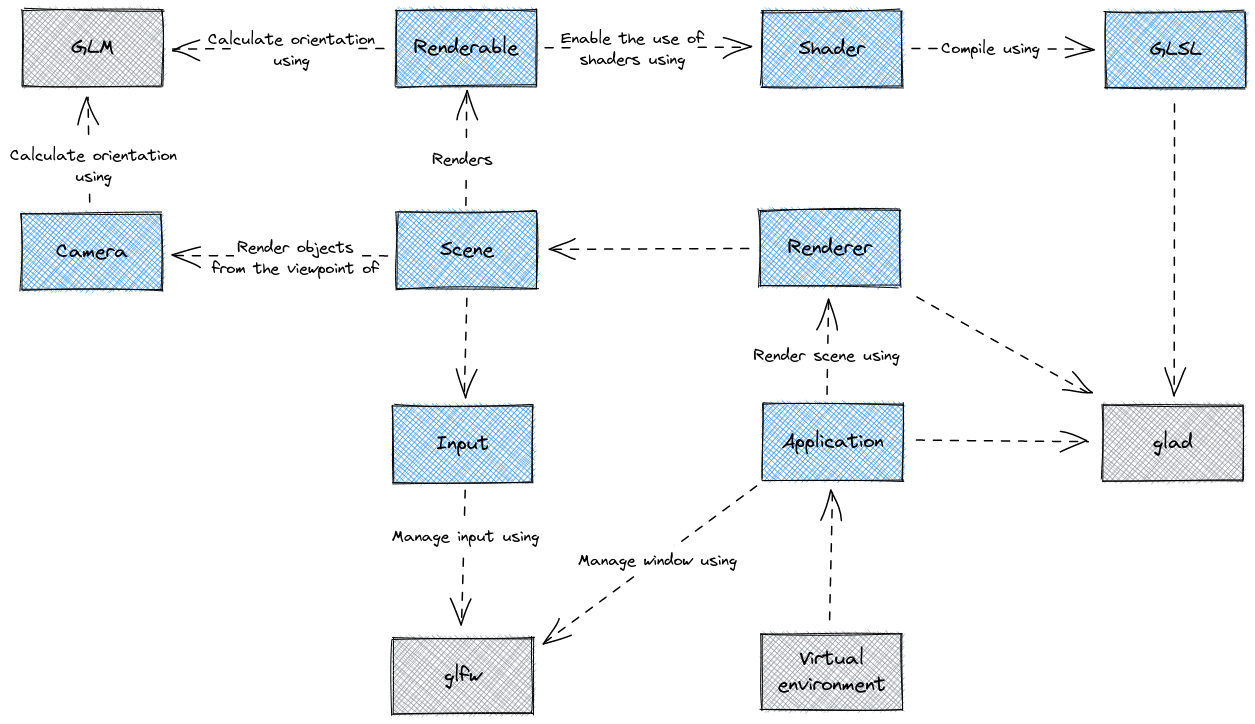 GLM
Calculate orientation
using
Renderable
Enable the use of
shaders using
Shader
Compile using
GLSL
Calculate orientation
using
Renders
Camera
Render objects
from the viewpoint of
Scene
Renderer
Render scene using
Input
Application
glad
Manage input using
Manage window using
glfw
Virtual
environment